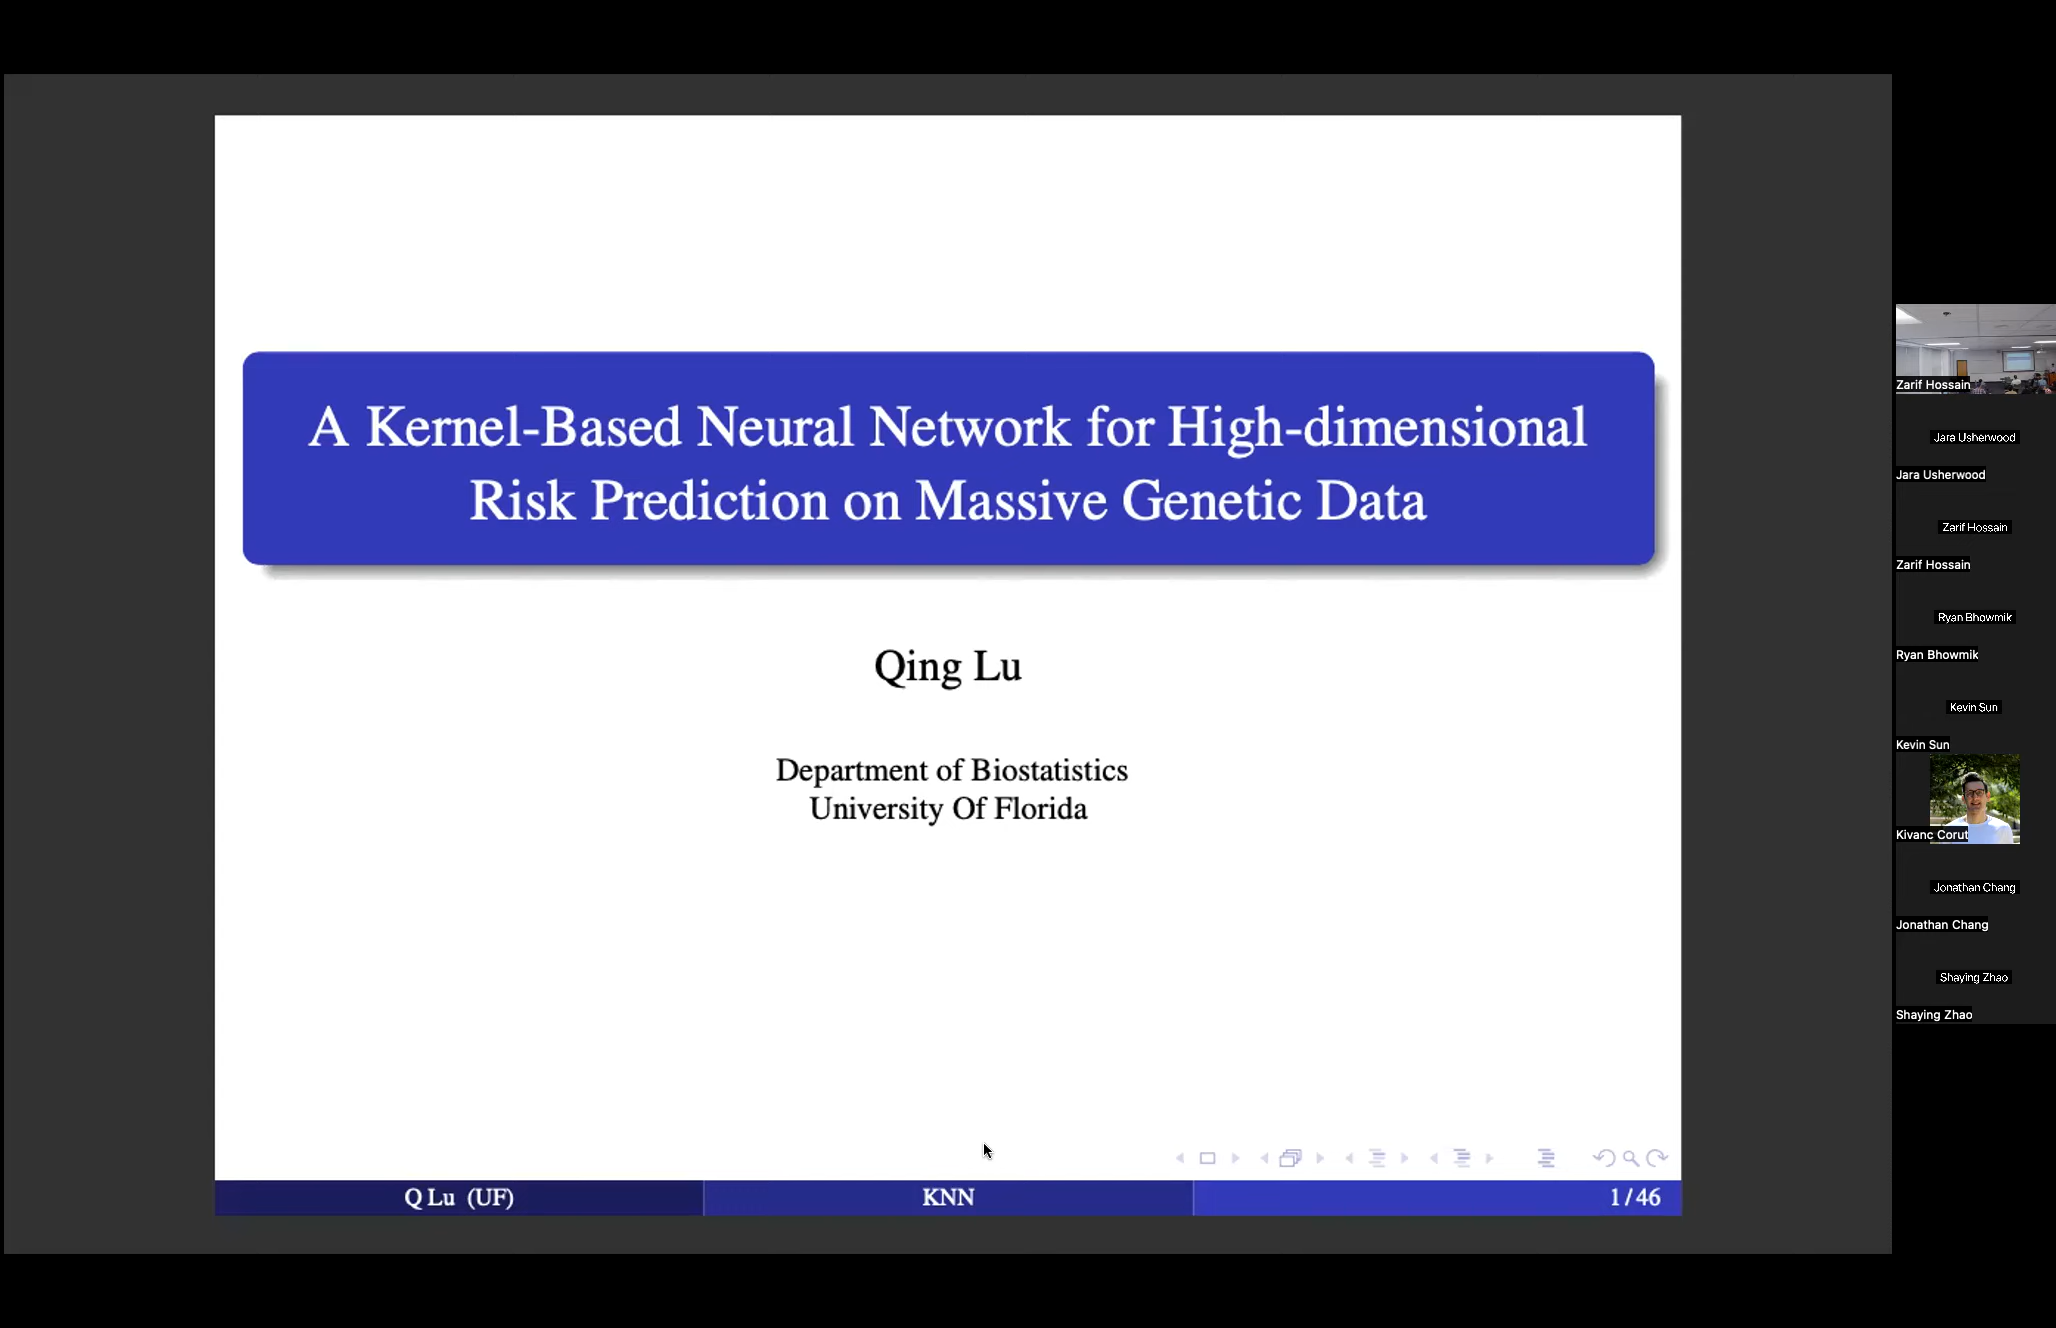 A Kernel-Based Neural Network for High-dimensional
Risk Prediction on Massive Genetic Data
Qing Lu
Department of Biostatistics
University Of Florida
Q Lu (UF)
KNN
1 / 46
Zarif Hossain
Jara Usherwood
Jara Usherwood
Zarif Hossain
Zarif Hossain
Ryan Bhowmik
Ryan Bhowmik
Kevin Sun
Kevin Sun
Kivanc Corut
Jonathan Chang
Jonathan Chang
Shaying Zhao
Shaying Zhao